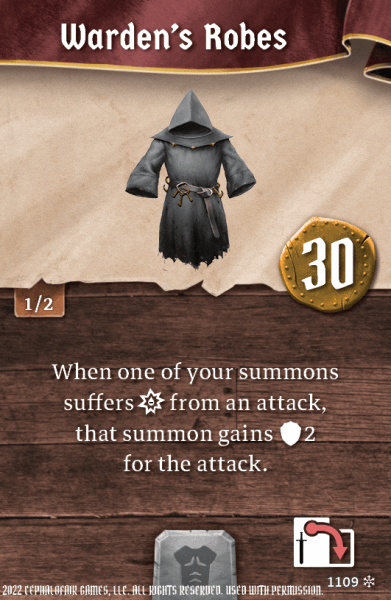 Warden's Robes
30
1/2
When one of your summons
suffers from an attack,
that summon gains 2
for the attack.
1109
2022 CEPHALOFAIR GAMES, LLC. ALL RIGHTS RESERVED. USED WITH PERMISSION.